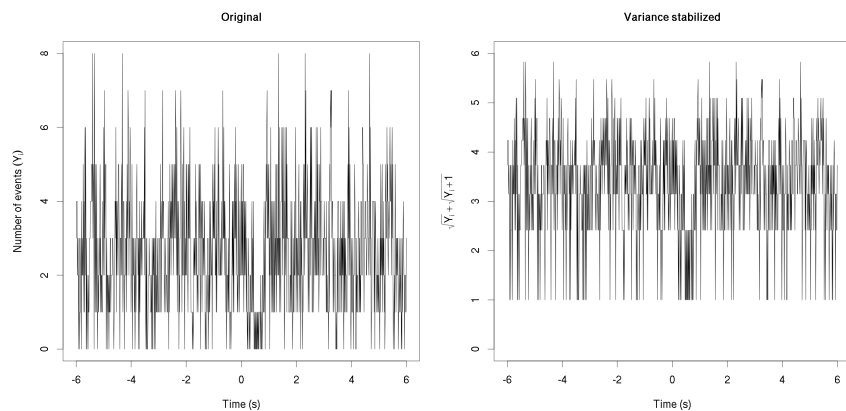 Original
8
6
4
2
0
Number of events (Yᵢ)
-6 -4 -2 0 2 4 6
Time (s)
Variance stabilized
6
5
4
3
2
1
0
√Yᵢ + √Yᵢ+1
-6 -4 -2 0 2 4 6
Time (s)